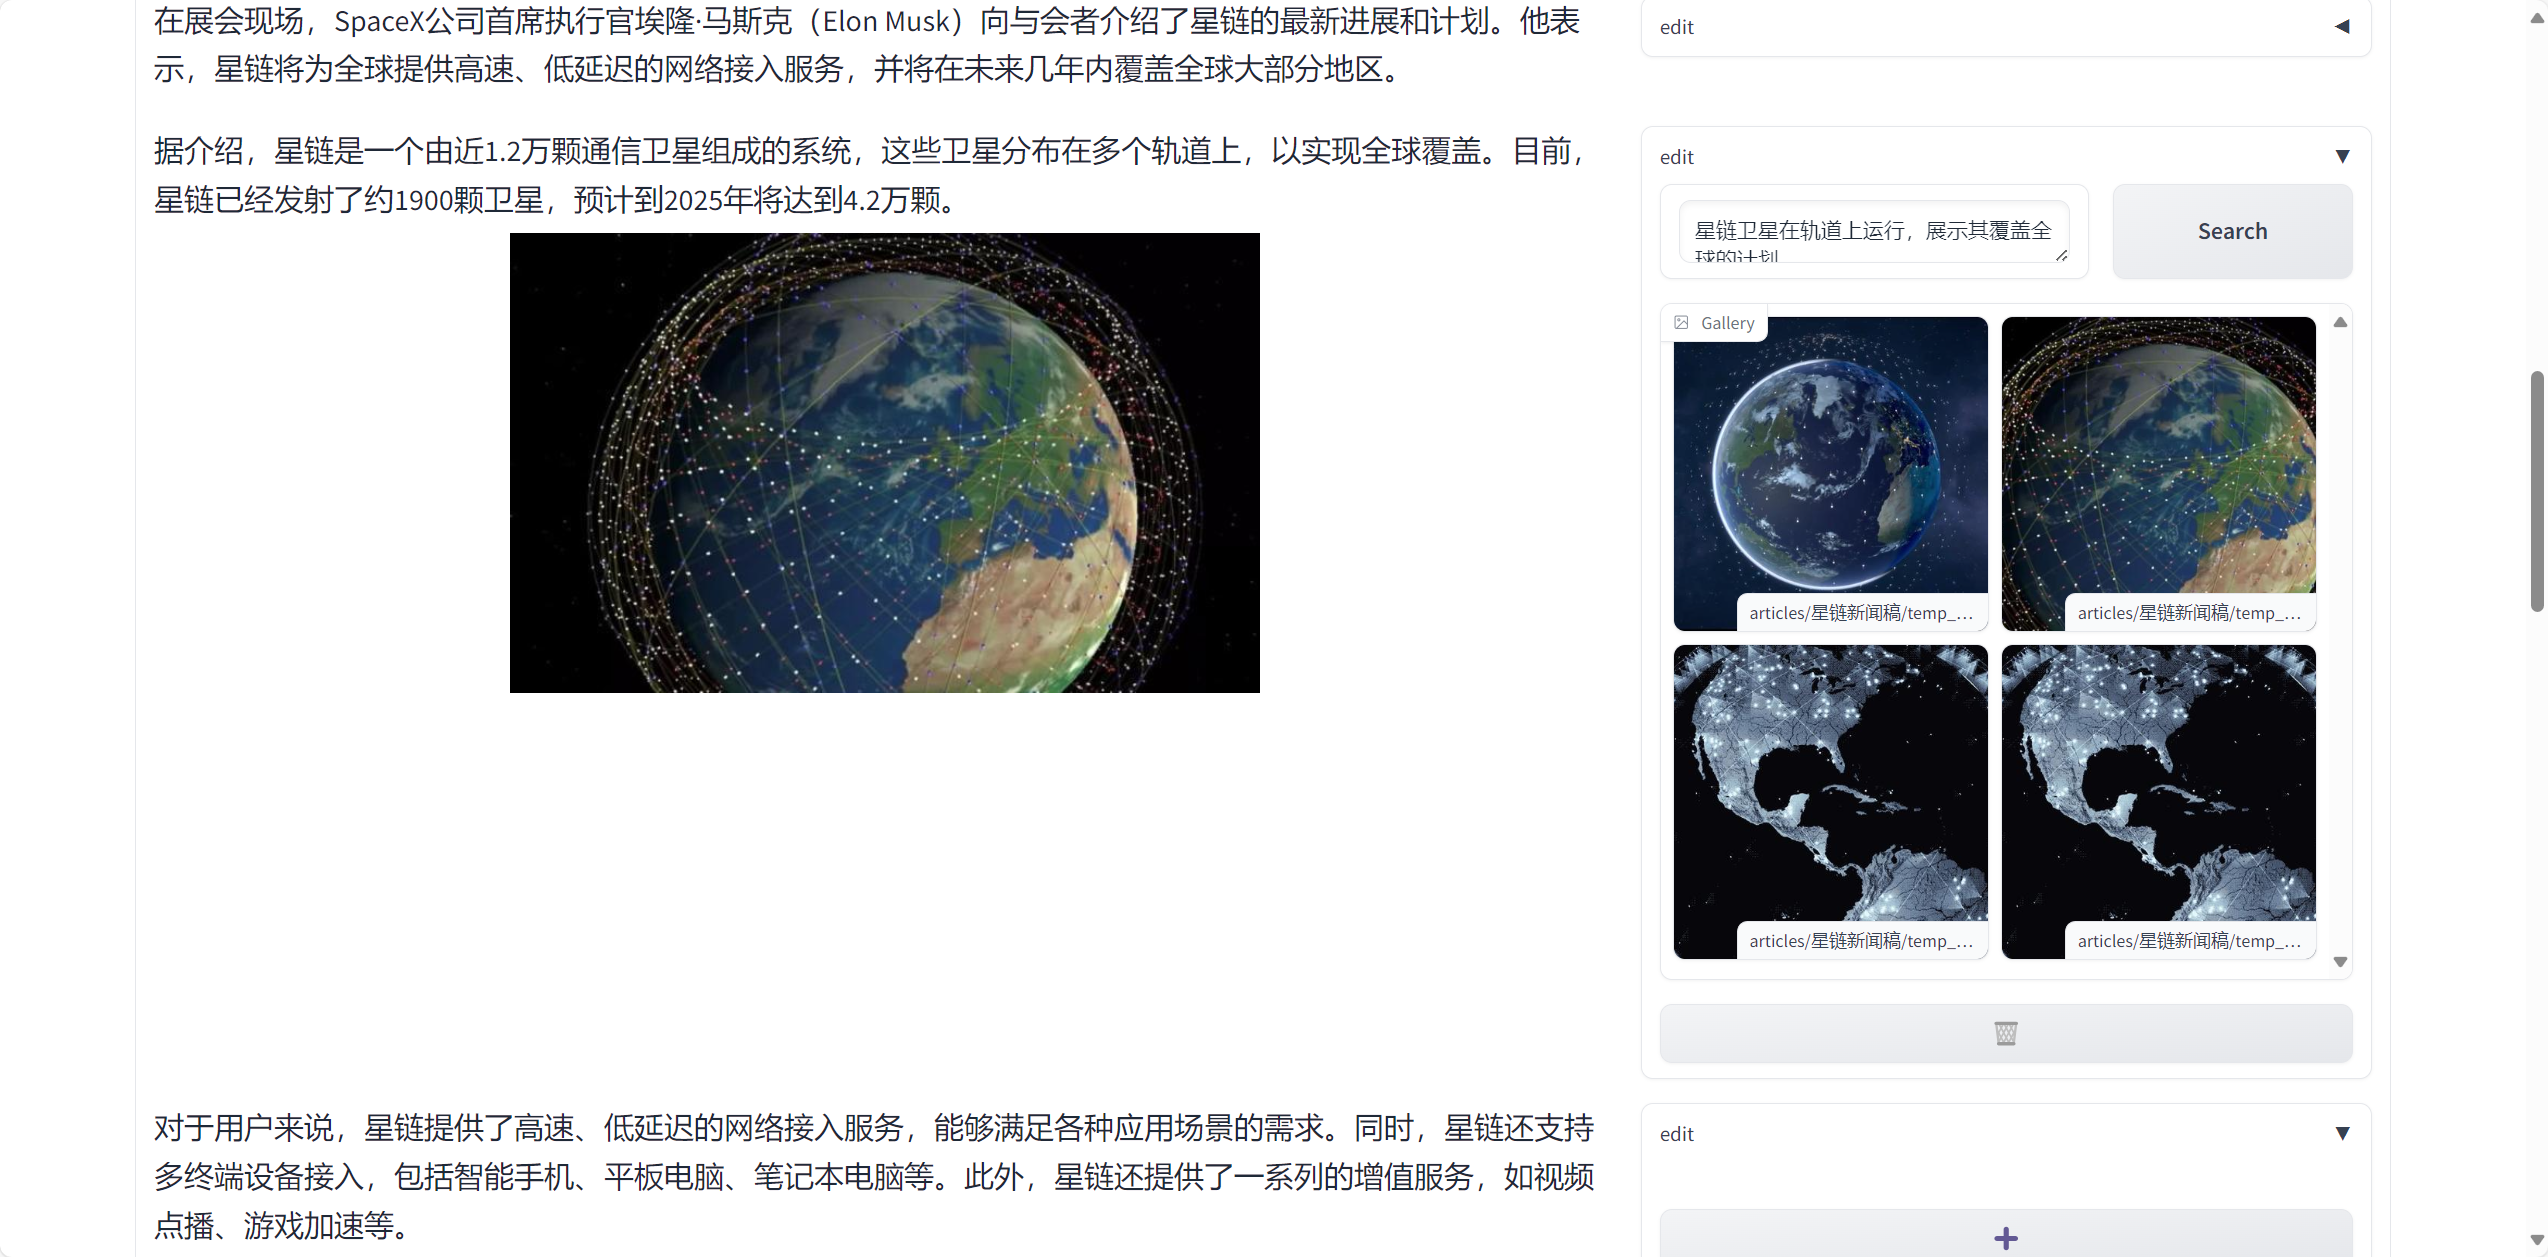 在展会现场，SpaceX公司首席执行官埃隆·马斯克（Elon Musk）向与会者介绍了星链的最新进展和计划。他表
示，星链将为全球提供高速、低延迟的网络接入服务，并将在未来几年内覆盖全球大部分地区。
据介绍，星链是一个由近1.2万颗通信卫星组成的系统，这些卫星分布在多个轨道上，以实现全球覆盖。目前，
星链已经发射了约1900颗卫星，预计到2025年将达到4.2万颗。
对于用户来说，星链提供了高速、低延迟的网络接入服务，能够满足各种应用场景的需求。同时，星链还支持
多终端设备接入，包括智能手机、平板电脑、笔记本电脑等。此外，星链还提供了一系列的增值服务，如视频
点播、游戏加速等。
edit
edit
星链卫星在轨道上运行，展示其覆盖全
球的计划
Search
Gallery
articles/星链新闻稿/temp_...
articles/星链新闻稿/temp_...
articles/星链新闻稿/temp_...
articles/星链新闻稿/temp_...
edit